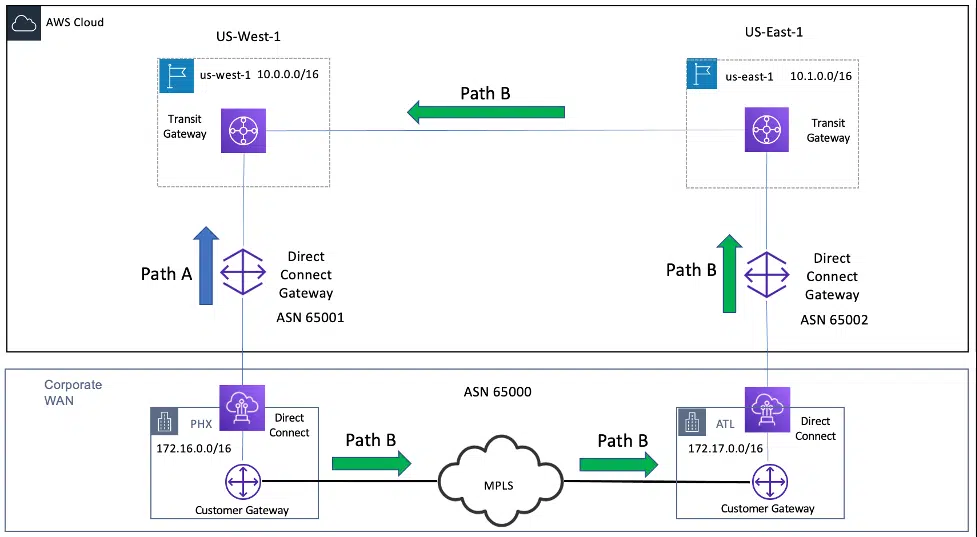 AWS Cloud
US-West-1
US-East-1
us-west-1 10.0.0.0/16
us-east-1 10.1.0.0/16
Path B
Transit
Gateway
Transit
Gateway
Path A
Direct
Connect
Gateway
ASN 65001
Path B
Direct
Connect
Gateway
ASN 65002
Corporate
WAN
ASN 65000
PHX
Direct
Connect
172.16.0.0/16
Customer Gateway
Path B
MPLS
Path B
ATL
Direct
Connect
172.17.0.0/16
Customer Gateway